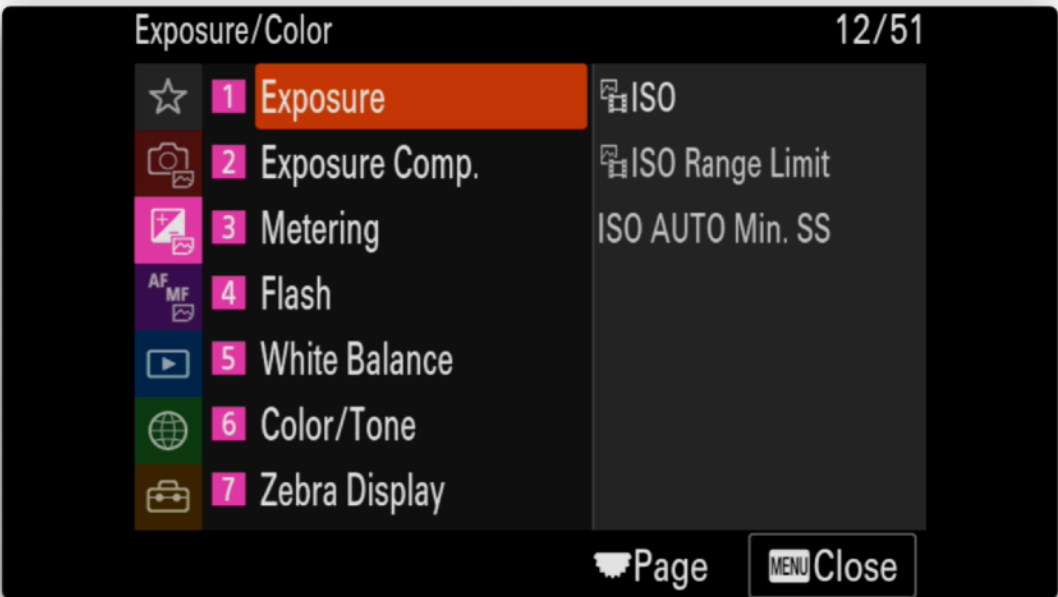 Exposure/Color 12/51
1 Exposure
2 Exposure Comp.
3 Metering
AF MF
4 Flash
5 White Balance
6 Color/Tone
7 Zebra Display
ISO
ISO Range Limit
ISO AUTO Min. SS
Page MENU Close